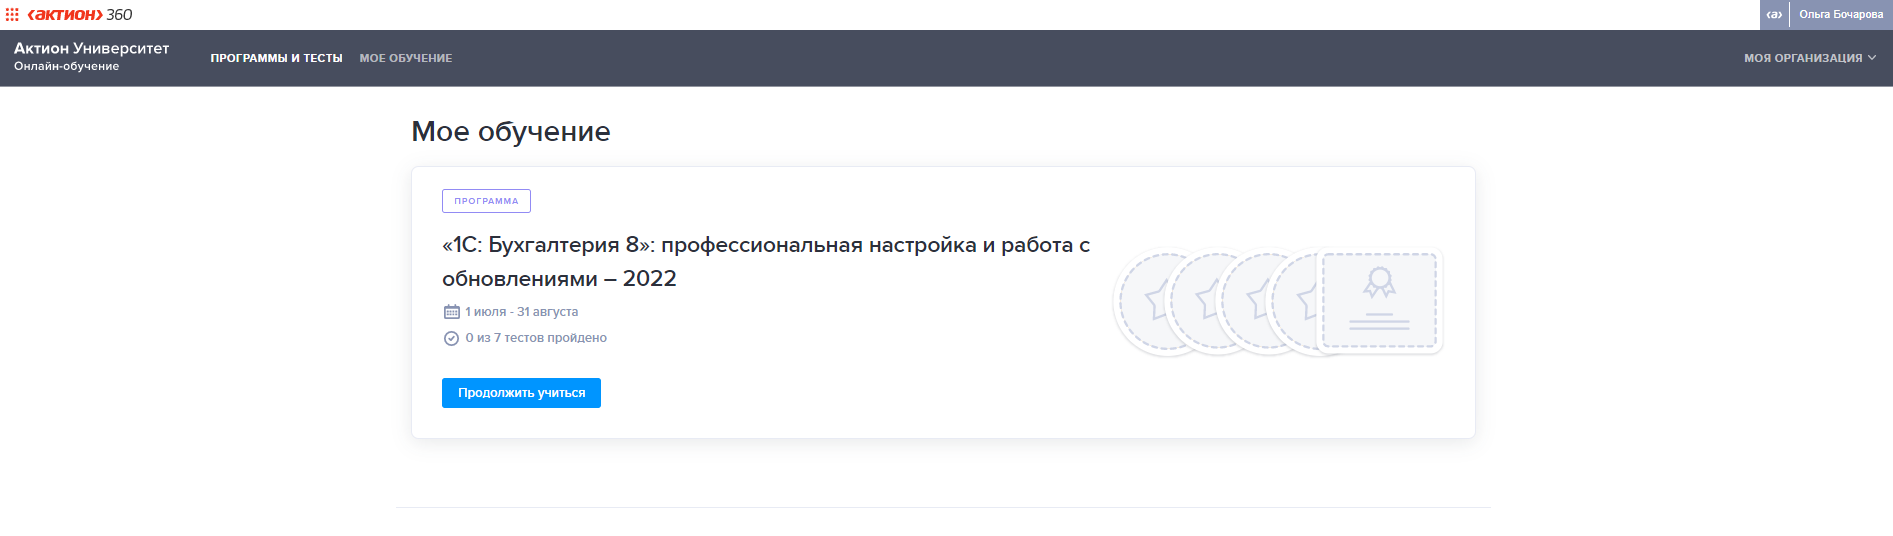 ‹актион› 360
‹а› Ольга Бочарова
Актион Университет
Онлайн-обучение
ПРОГРАММЫ И ТЕСТЫ МОЕ ОБУЧЕНИЕ
МОЯ ОРГАНИЗАЦИЯ
Мое обучение
ПРОГРАММА
«1С: Бухгалтерия 8»: профессиональная настройка и работа с
обновлениями – 2022
1 июля - 31 августа
0 из 7 тестов пройдено
Продолжить учиться